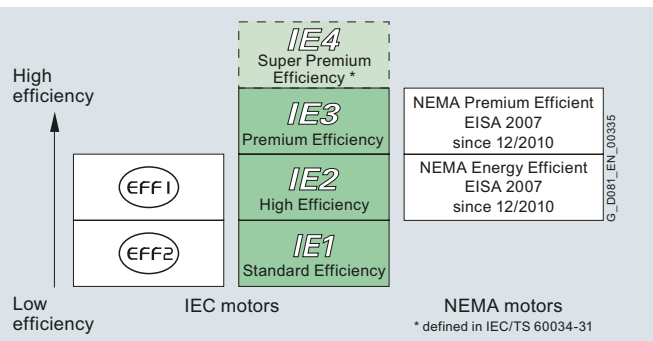 High
efficiency
IE4
Super Premium
Efficiency *
IE3
Premium Efficiency
NEMA Premium Efficient
EISA 2007
since 12/2010
EFF1
IE2
High Efficiency
NEMA Energy Efficient
EISA 2007
since 12/2010
EFF2
IE1
Standard Efficiency
Low
efficiency
IEC motors
NEMA motors
* defined in IEC/TS 60034-31
G_D081_EN_00335